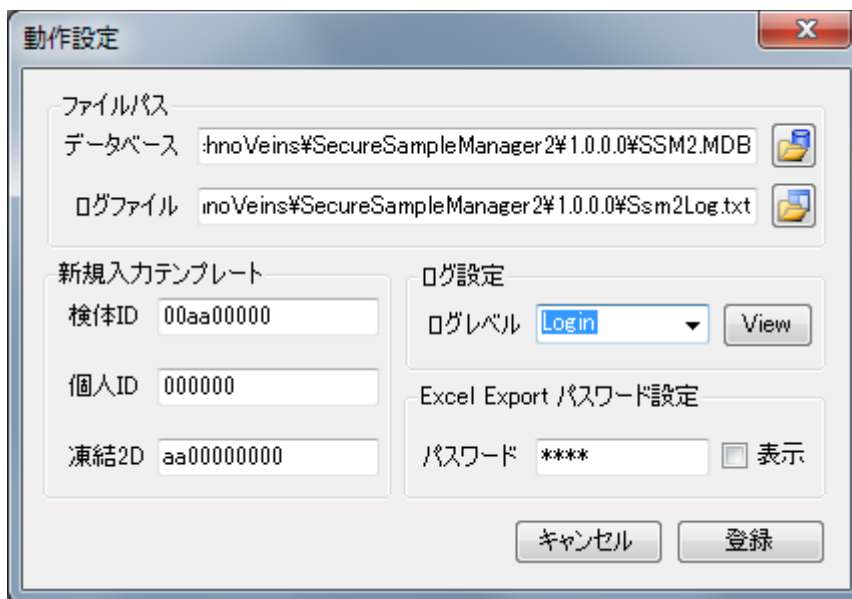 動作設定
ファイルパス
データベース :hnoVeins¥SecureSampleManager2¥1.0.0.0¥SSM2.MDB
ログファイル ınoVeins¥SecureSampleManager2¥1.0.0.0¥Ssm2Log.txt
新規入力テンプレート
検体ID 00aa00000
個人ID 000000
凍結2D aa00000000
ログ設定
ログレベル Login View
Excel Export パスワード設定
パスワード **** 表示
キャンセル 登録